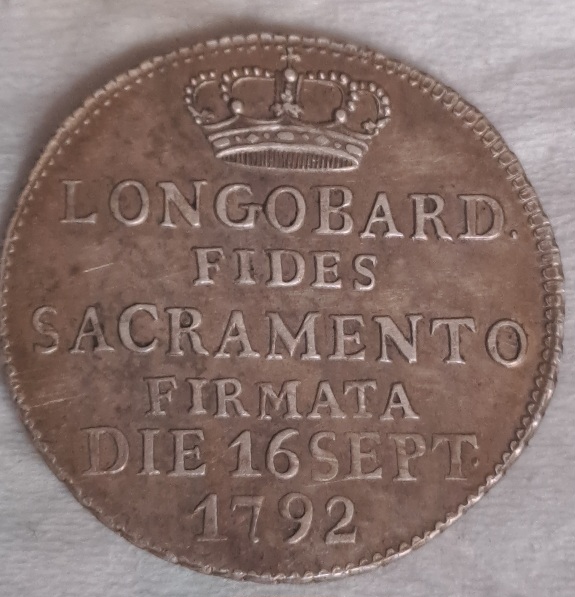 LONGOBARD.
FIDES
SACRAMENTO
FIRMATA
DIE 16 SEPT
1792